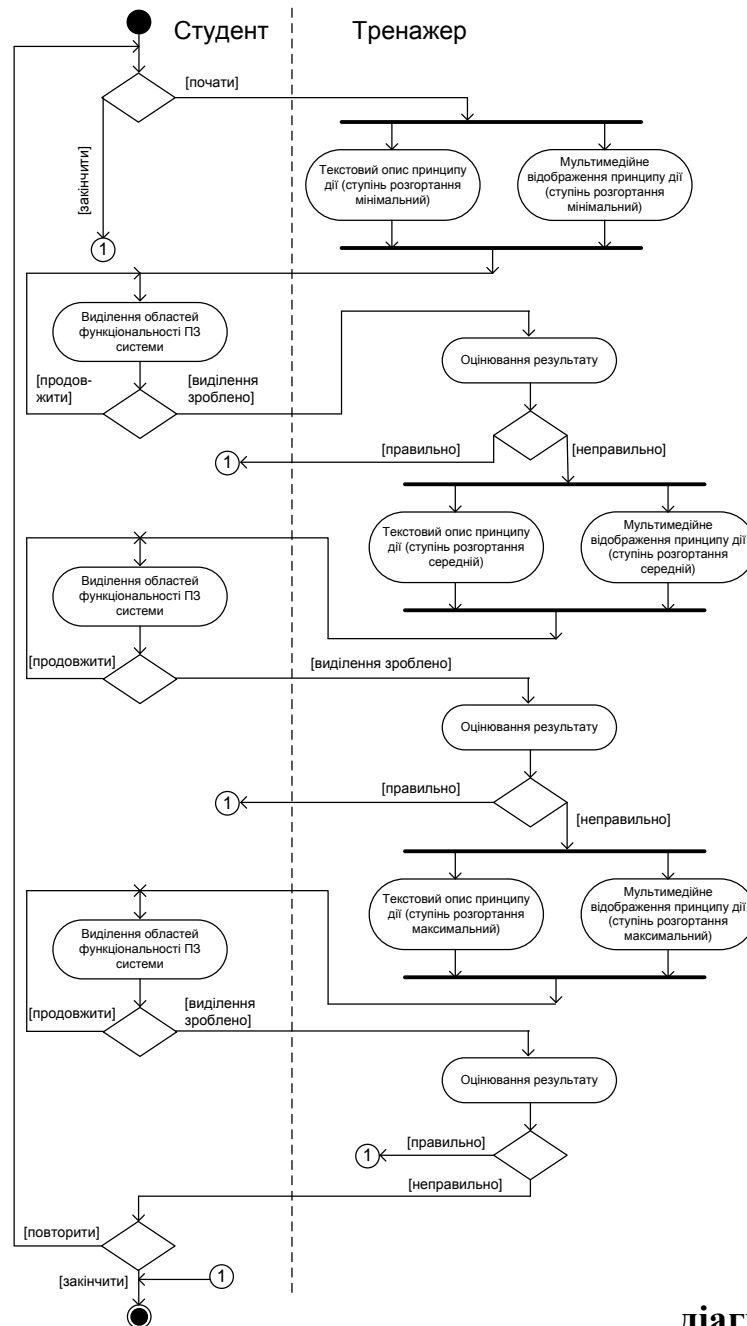 Студент
Тренажер
[почати]
[закінчити]
Текстовий опис принципу
дії (ступінь розгортання
мінімальний)
Мультимедійне
відображення принципу дії
(ступінь розгортання
мінімальний)
1
Виділення областей
функціональності ПЗ
системи
[продов-
жити]
[виділення
зроблено]
Оцінювання результату
[правильно]
[неправильно]
1
Текстовий опис принципу
дії (ступінь розгортання
середній)
Мультимедійне
відображення принципу дії
(ступінь розгортання
середній)
Виділення областей
функціональності ПЗ
системи
[продовжити]
[виділення зроблено]
Оцінювання результату
[правильно]
1
[неправильно]
Текстовий опис принципу
дії (ступінь розгортання
максимальний)
Мультимедійне
відображення принципу дії
(ступінь розгортання
максимальний)
Виділення областей
функціональності ПЗ
системи
[продовжити]
[виділення
зроблено]
Оцінювання результату
[правильно]
1
[неправильно]
[повторити]
[закінчити]
1